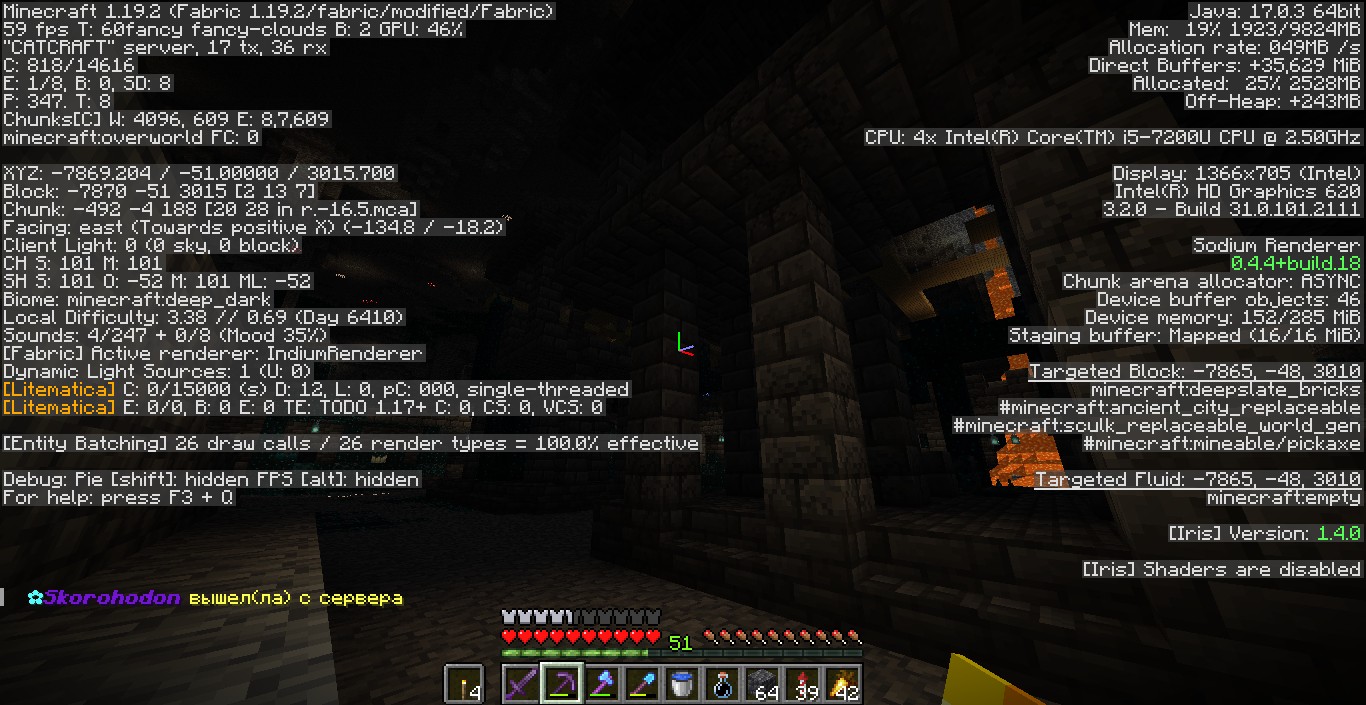 Minecraft 1.19.2 (Fabric 1.19.2/fabric/modified/Fabric)
59 fps T: 60fancy fancy-clouds B: 2 GPU: 46%
"CATCRAFT" server, 17 tx, 36 rx
C: 818/14616
E: 1/8, B: 0, SD: 8
P: 347. T: 8
Chunks[C] W: 4096, 609 E: 8,7,609
minecraft:overworld FC: 0
XYZ: -7869.204 / -51.00000 / 3015.700
Block: -7870 -51 3015 [2 13 7]
Chunk: -492 -4 188 [20 28 in r.-16.5.mca]
Facing: east (Towards positive X) (-134.8 / -18.2)
Client Light: 0 (0 sky, 0 block)
CH S: 101 M: 101
SH S: 101 O: -52 M: 101 ML: -52
Biome: minecraft:deep_dark
Local Difficulty: 3.38 // 0.69 (Day 6410)
Sounds: 4/247 + 0/8 (Mood 35%)
[Fabric] Active renderer: IndiumRenderer
Dynamic Light Sources: 1 (U: 0)
[Litematica] C: 0/15000 (s) D: 12, L: 0, pC: 000, single-threaded
[Litematica] E: 0/0, B: 0 E: 0 TE: TODO 1.17+ C: 0, CS: 0, VCS: 0
[Entity Batching] 26 draw calls / 26 render types = 100.0% effective
Debug: Pie [shift]: hidden FPS [alt]: hidden
For help: press F3 + Q
Java: 17.0.3 64bit
Mem: 19% 1923/9824MB
Allocation rate: 049MB /s
Direct Buffers: +35,629 MiB
Allocated: 25% 2528MB
Off-Heap: +243MB
CPU: 4x Intel(R) Core(TM) i5-7200U CPU @ 2.50GHz
Display: 1366x705 (Intel)
Intel(R) HD Graphics 620
3.2.0 - Build 31.0.101.2111
Sodium Renderer
0.4.4+build.18
Chunk arena allocator: ASYNC
Device buffer objects: 46
Device memory: 152/285 MiB
Staging buffer: Mapped (16/16 MiB)
Targeted Block: -7865, -48, 3010
minecraft:deepslate_bricks
#minecraft:ancient_city_replaceable
#minecraft:sculk_replaceable_world_gen
#minecraft:mineable/pickaxe
Targeted Fluid: -7865, -48, 3010
minecraft:empty
[Iris] Version: 1.4.0
[Iris] Shaders are disabled
✿Skorohodon вышел(ла) с сервера
51
4
64
39
42